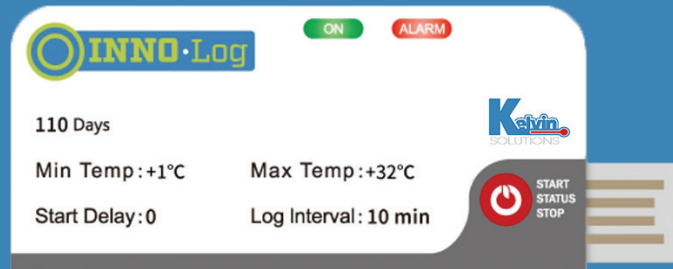 INNO·Log
ON
ALARM
110 Days
Kelvin
SOLUTIONS
Min Temp:+1°C
Max Temp:+32°C
Start Delay:0
Log Interval: 10 min
START
STATUS
STOP